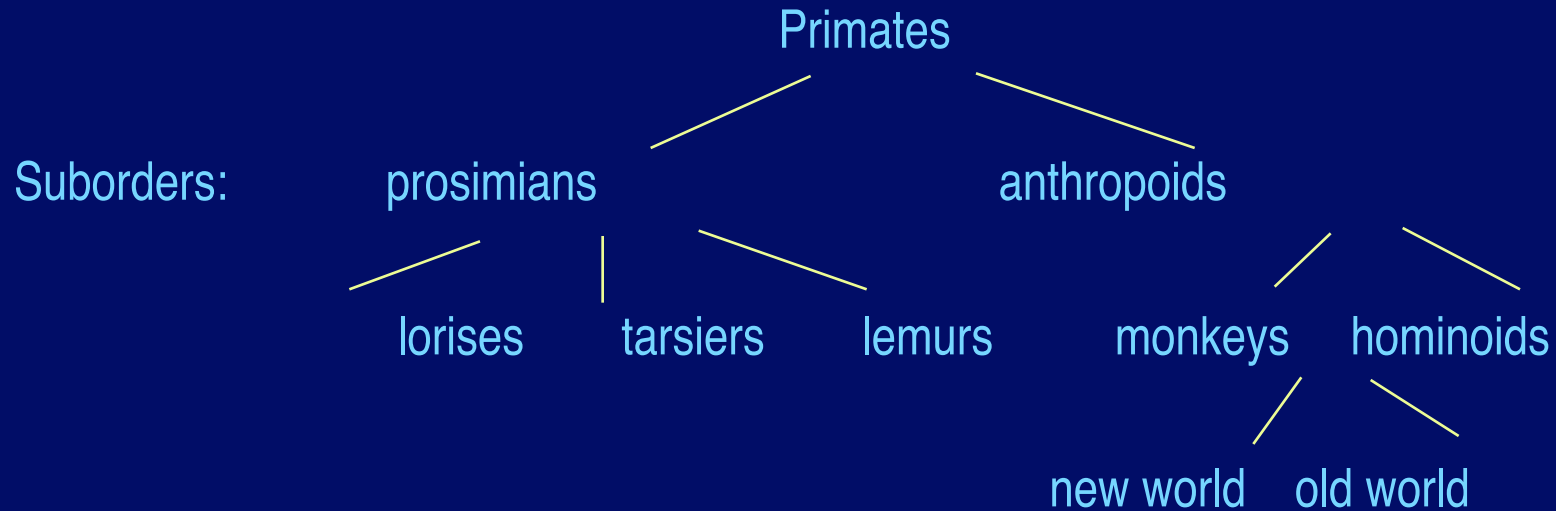 Primates
Suborders: prosimians anthropoids
lorises tarsiers lemurs monkeys hominoids
new world old world